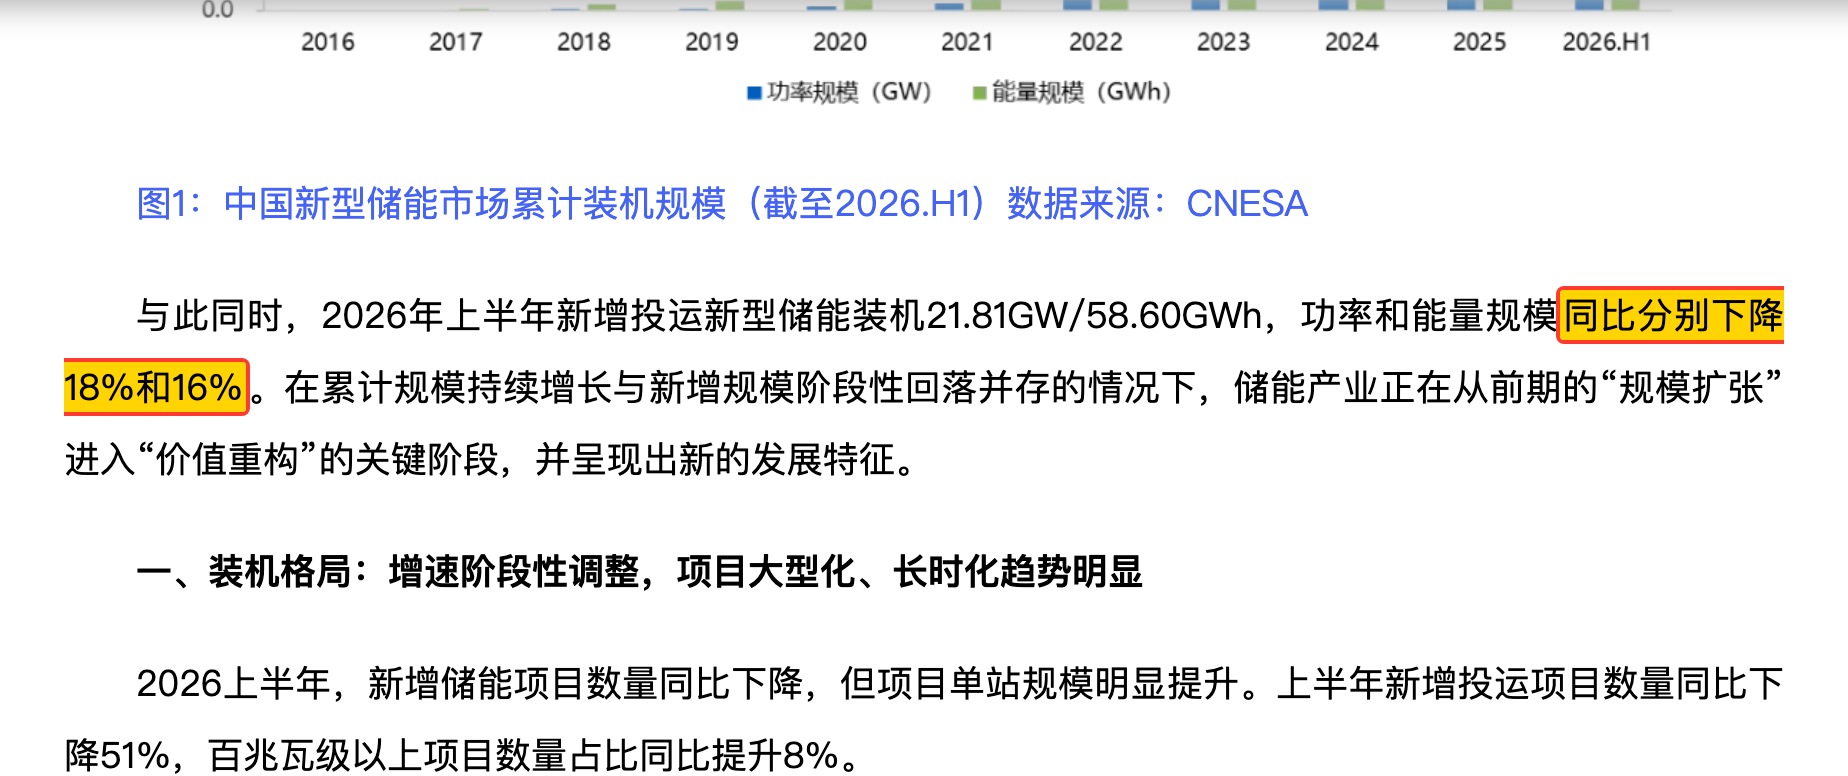 0.0
2016 2017 2018 2019 2020 2021 2022 2023 2024 2025 2026.H1
功率规模（GW） 能量规模（GWh）
图1：中国新型储能市场累计装机规模（截至2026.H1）数据来源：CNESA
与此同时，2026年上半年新增投运新型储能装机21.81GW/58.60GWh，功率和能量规模同比分别下降
18%和16%。在累计规模持续增长与新增规模阶段性回落并存的情况下，储能产业正在从前期的“规模扩张”
进入“价值重构”的关键阶段，并呈现出新的发展特征。
一、装机格局：增速阶段性调整，项目大型化、长时化趋势明显
2026上半年，新增储能项目数量同比下降，但项目单站规模明显提升。上半年新增投运项目数量同比下
降51%，百兆瓦级以上项目数量占比同比提升8%。